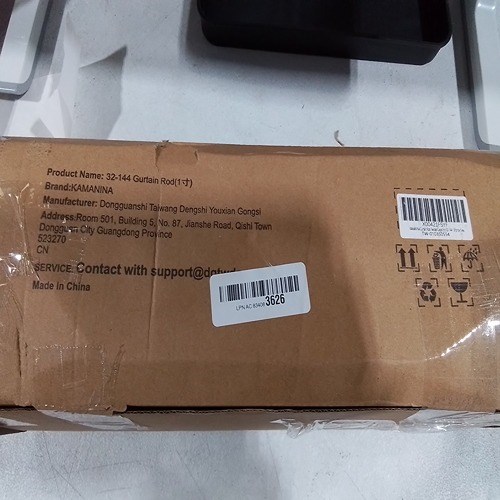 Product Name: 32-144 Gurtain Rod(1寸)
Brand:KAMANINA
Manufacturer: Dongguanshi Taiwang Dengshi Youxian Gongsi
Address:Room 501, Building 5, No. 87, Jianshe Road, Qishi Town
Dongguan City Guangdong Province
523270
CN
SERVICE: Contact with support@
Made in China
3626